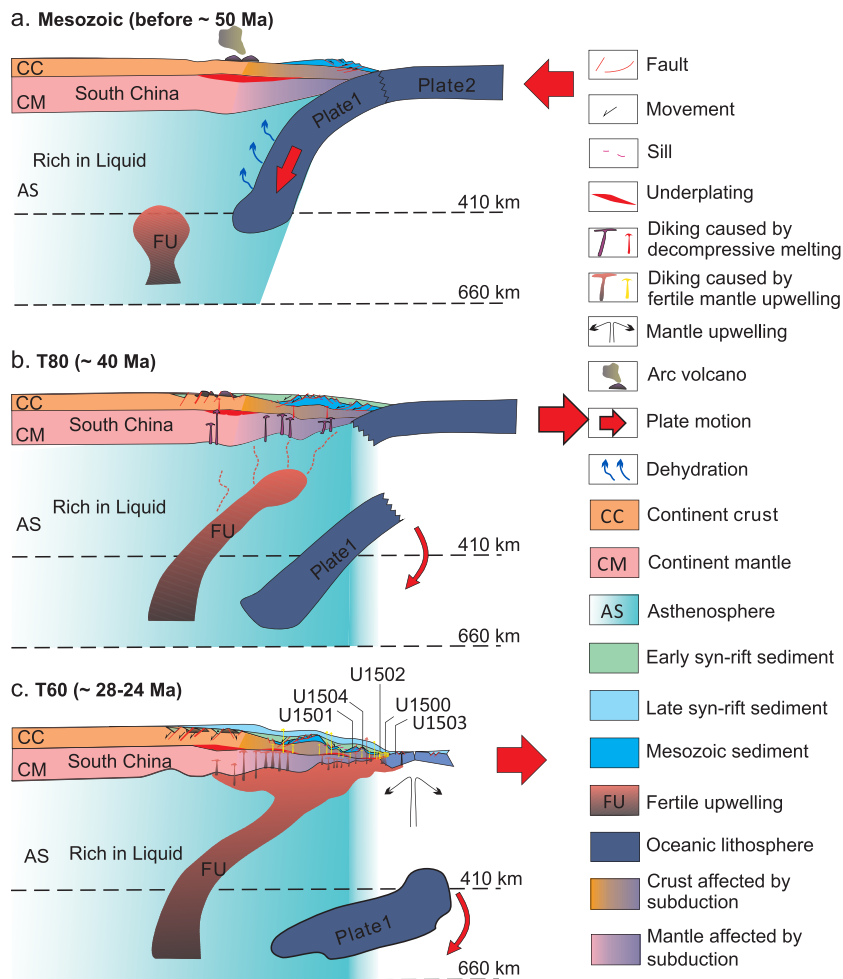 a. Mesozoic (before ~ 50 Ma)
CC
CM
South China
Plate1
Plate2
Rich in Liquid
AS
410 km
FU
660 km
b. T80 (~ 40 Ma)
CC
CM
South China
Rich in Liquid
AS
FU
410 km
Plate1
660 km
c. T60 (~ 28-24 Ma)
U1502
U1504
U1501
U1500
U1503
CC
CM
South China
AS
Rich in Liquid
FU
410 km
Plate1
660 km
Fault
Movement
Sill
Underplating
Diking caused by
decompressive melting
Diking caused by
fertile mantle upwelling
Mantle upwelling
Arc volcano
Plate motion
Dehydration
CC Continent crust
CM Continent mantle
AS Asthenosphere
Early syn-rift sediment
Late syn-rift sediment
Mesozoic sediment
FU Fertile upwelling
Oceanic lithosphere
Crust affected by
subduction
Mantle affected by
subduction